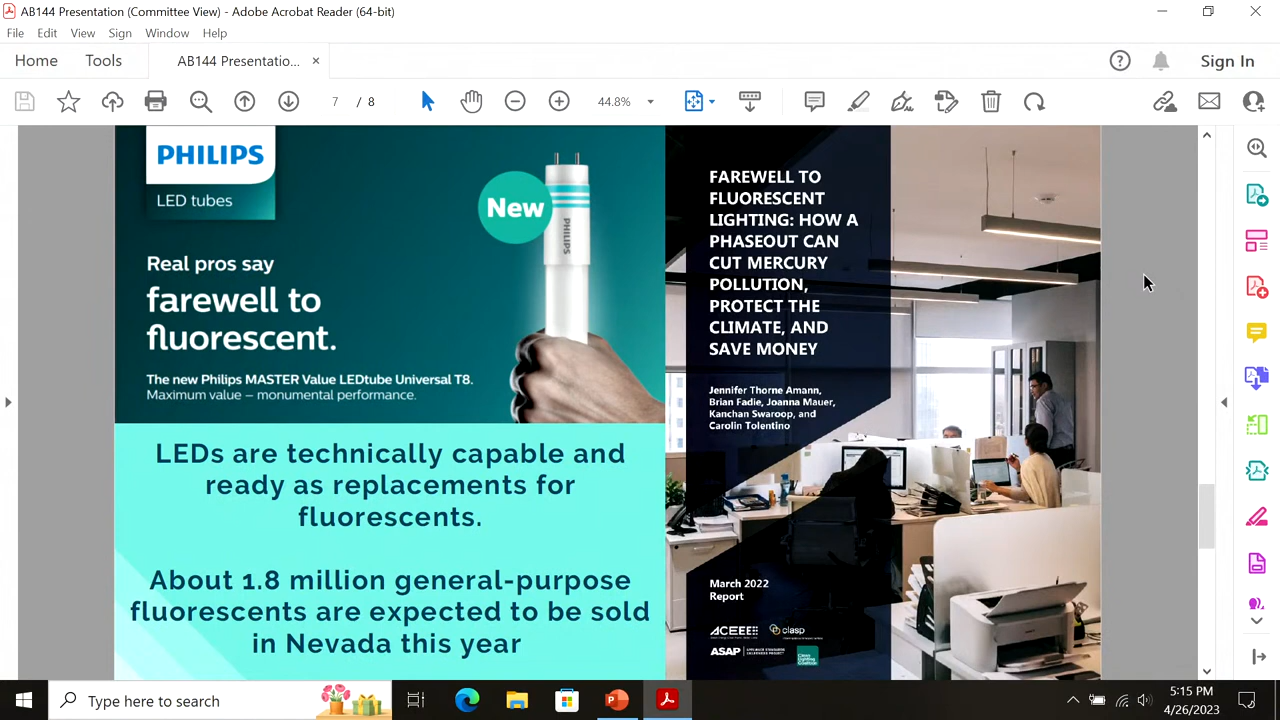 AB144 Presentation (Committee View) - Adobe Acrobat Reader (64-bit)
File Edit View Sign Window Help
Home Tools AB144 Presentatio... × Sign In
7 / 8 44.8%
PHILIPS
LED tubes
New
PHILIPS
Real pros say
farewell to
fluorescent.
The new Philips MASTER Value LEDtube Universal T8.
Maximum value – monumental performance.
LEDs are technically capable and
ready as replacements for
fluorescents.
About 1.8 million general-purpose
fluorescents are expected to be sold
in Nevada this year
FAREWELL TO
FLUORESCENT
LIGHTING: HOW A
PHASEOUT CAN
CUT MERCURY
POLLUTION,
PROTECT THE
CLIMATE, AND
SAVE MONEY
Jennifer Thorne Amann,
Brian Fadie, Joanna Mauer,
Kanchan Swaroop, and
Carolin Tolentino
March 2022
Report
ACEEE clasp
ASAP
Type here to search
5:15 PM
4/26/2023